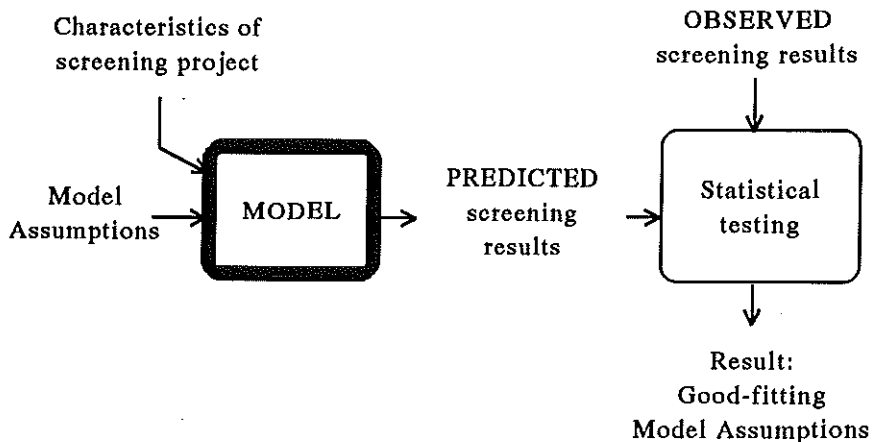 Characteristics of
screening project
OBSERVED
screening results
Model
Assumptions
MODEL
PREDICTED
screening
results
Statistical
testing
Result:
Good-fitting
Model Assumptions